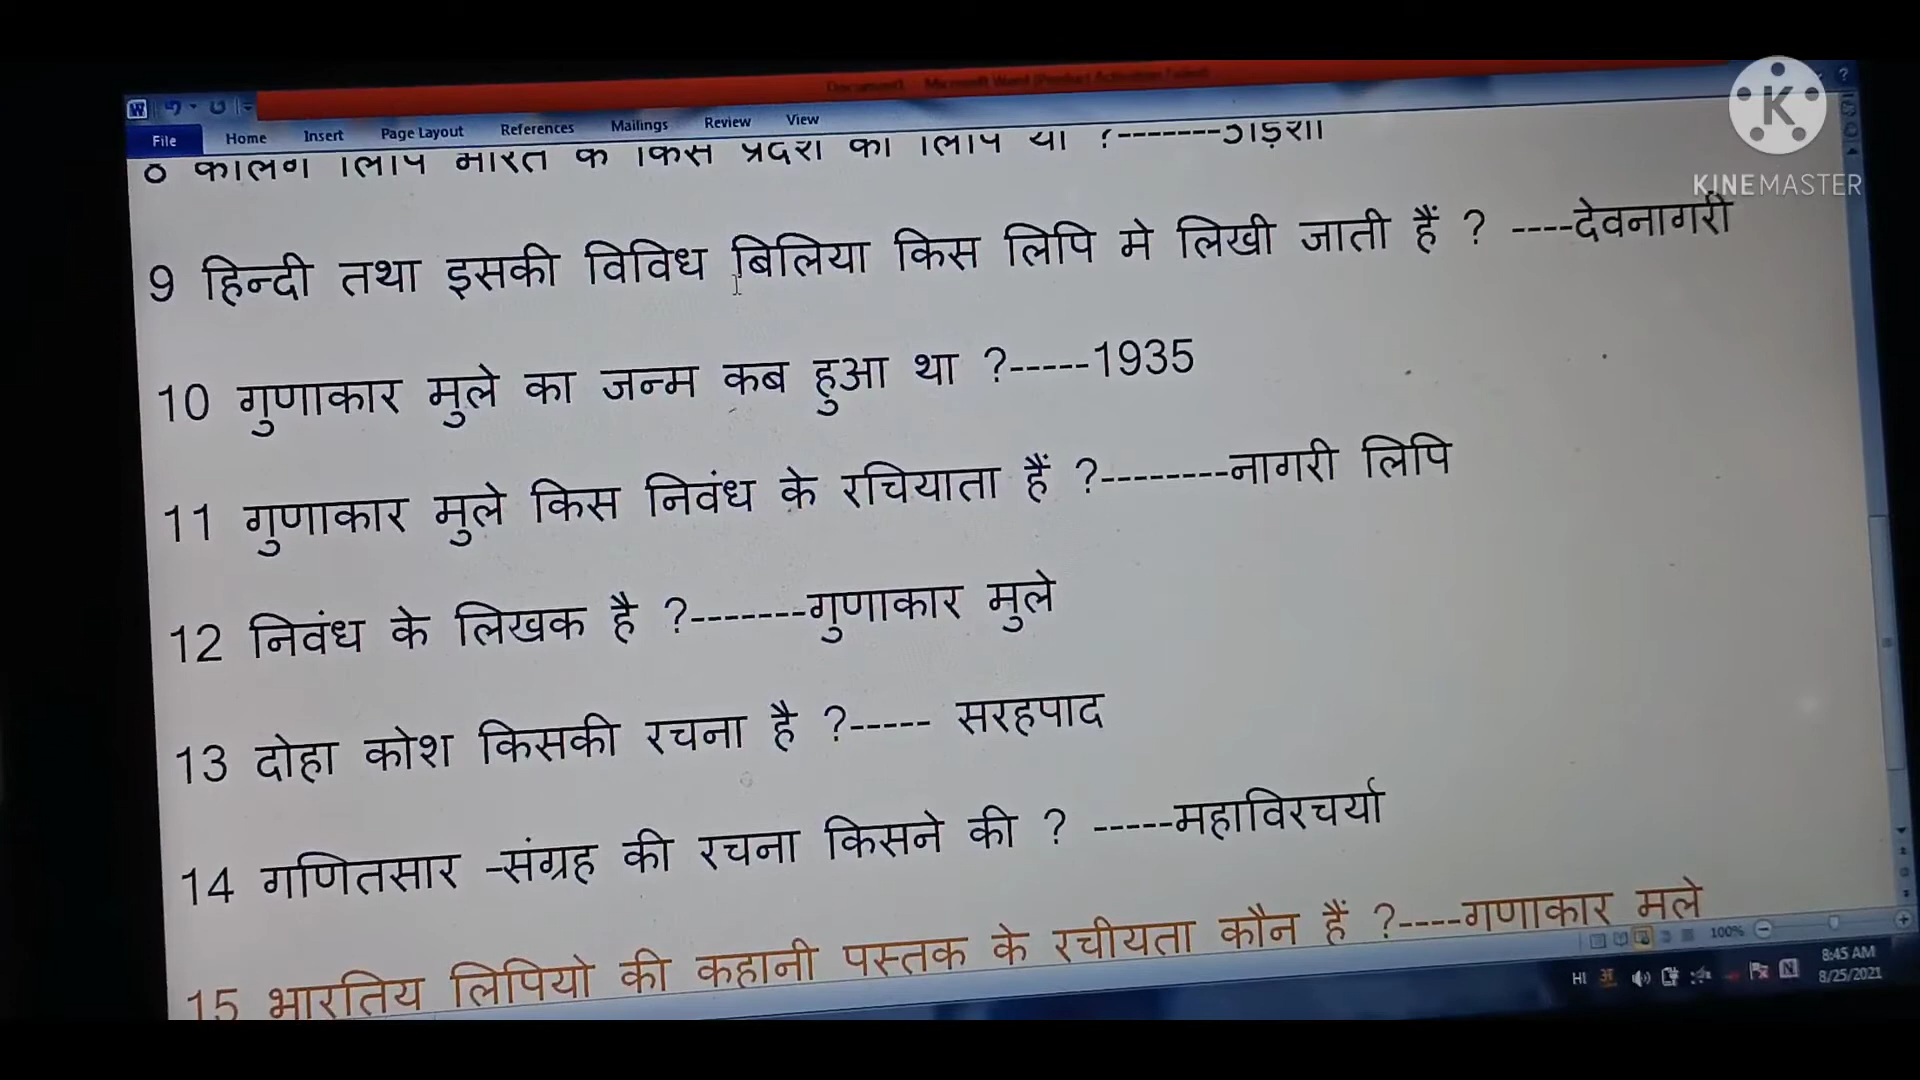 File Home Insert Page Layout References Mailings Review View
KINEMASTER
9 हिन्दी तथा इसकी विविध बिलिया किस लिपि मे लिखी जाती हैं ? ----देवनागरी
10 गुणाकार मुले का जन्म कब हुआ था ?-----1935
11 गुणाकार मुले किस निवंध के रचियाता हैं ?--------नागरी लिपि
12 निवंध के लिखक है ?-------गुणाकार मुले
13 दोहा कोश किसकी रचना है ?----- सरहपाद
14 गणितसार -संग्रह की रचना किसने की ? -----महाविरचर्या
15 भारतिय लिपियो की कहानी पस्तक के रचीयता कौन हैं ?----गणाकार मले
100%
HI
8:45 AM
8/25/2021